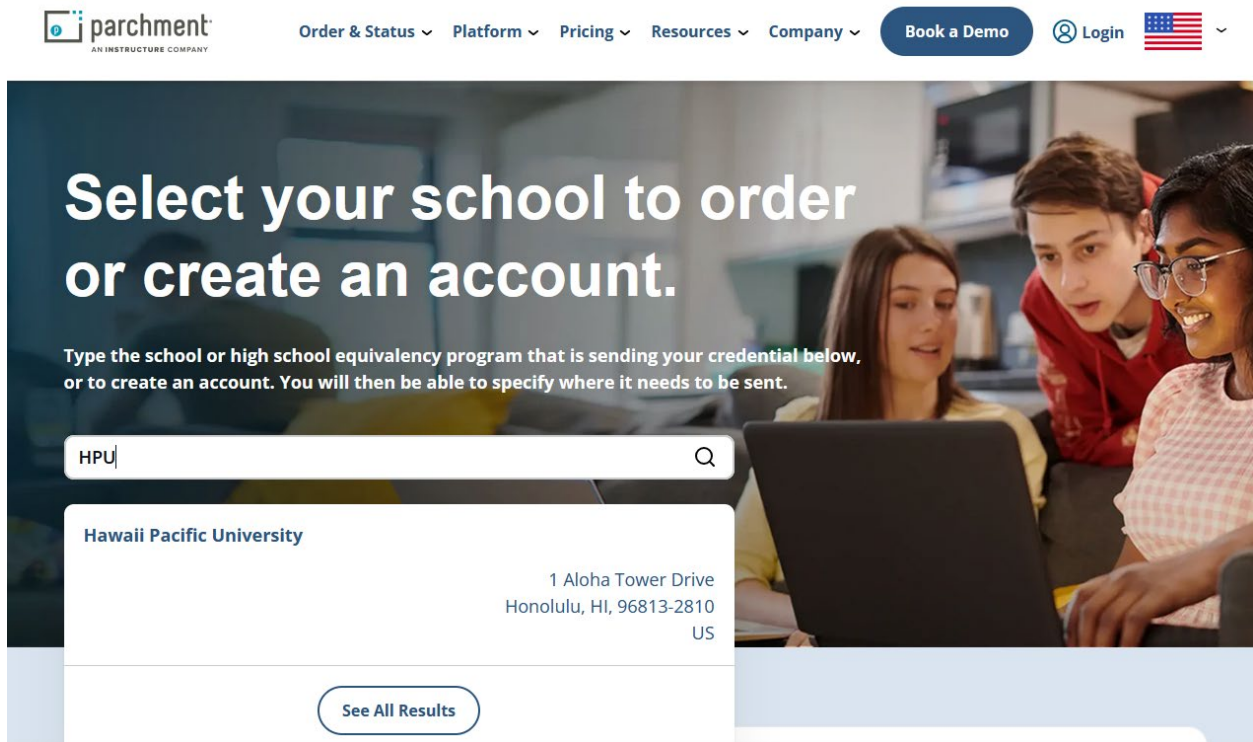 parchment
AN INSTRUCTURE COMPANY
Order & Status Platform Pricing Resources Company Book a Demo Login
Select your school to order
or create an account.
Type the school or high school equivalency program that is sending your credential below,
or to create an account. You will then be able to specify where it needs to be sent.
HPU
Hawaii Pacific University
1 Aloha Tower Drive
Honolulu, HI, 96813-2810
US
See All Results